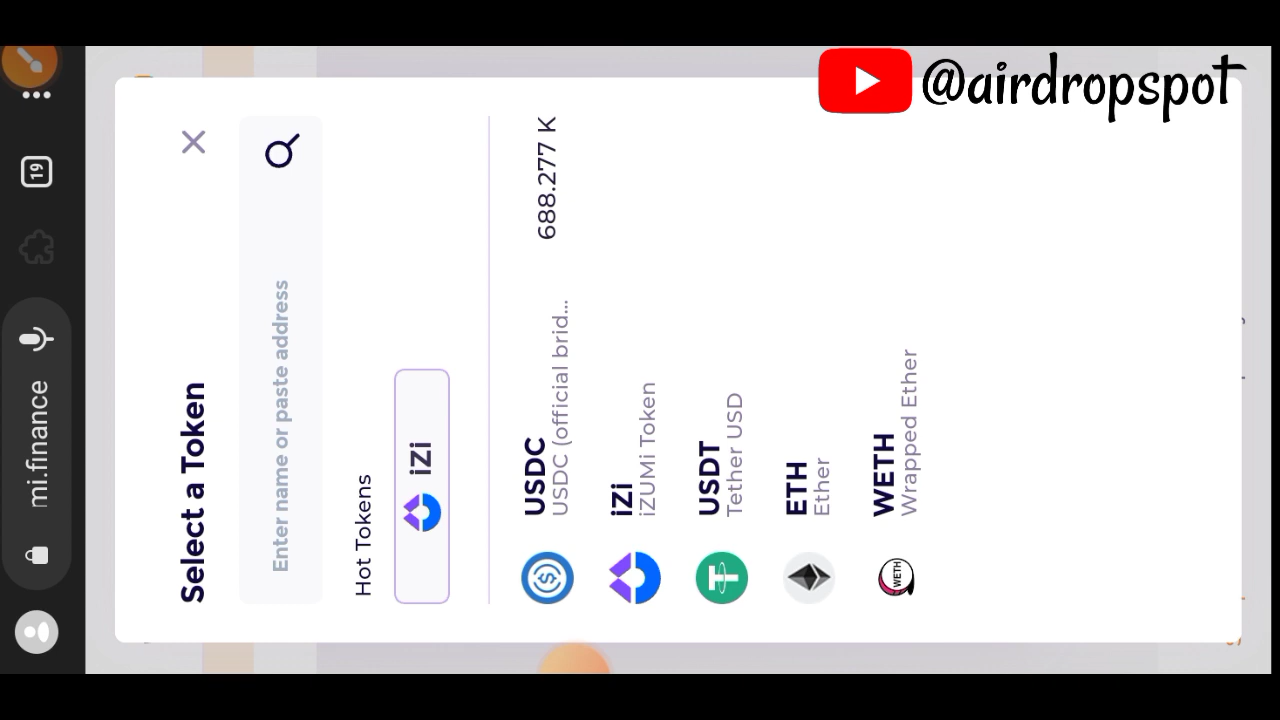 @airdropspot
19
mi.finance
Select a Token
Enter name or paste address
Hot Tokens
iZi
USDC
USDC (official brid...
688.277 K
iZi
iZUMi Token
USDT
Tether USD
ETH
Ether
WETH
Wrapped Ether
WETH